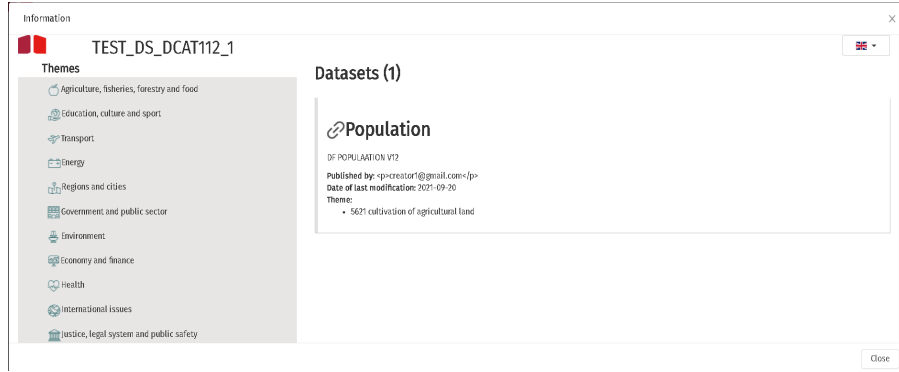 Information
TEST_DS_DCAT112_1
Themes
Agriculture, fisheries, forestry and food
Education, culture and sport
Transport
Energy
Regions and cities
Government and public sector
Environment
Economy and finance
Health
International issues
Justice, legal system and public safety
Datasets (1)
Population
DF POPULAATION V12
Published by: <p>creator1@gmail.com</p>
Date of last modification: 2021-09-20
Theme:
• 5621 cultivation of agricultural land
Close